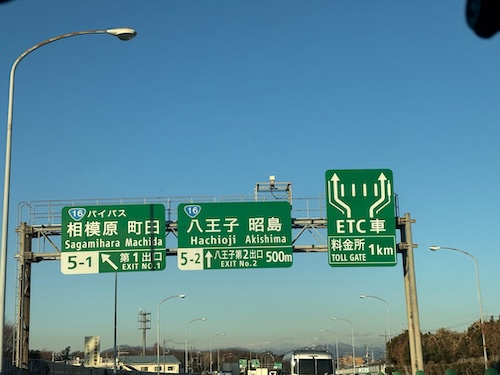 16 バイパス
相模原 町田
Sagamihara Machida
5-1 第1出口
EXIT NO.1
16
八王子 昭島
Hachioji Akishima
5-2 八王子第2出口 500m
EXIT NO.2
ETC車
料金所 1km
TOLL GATE